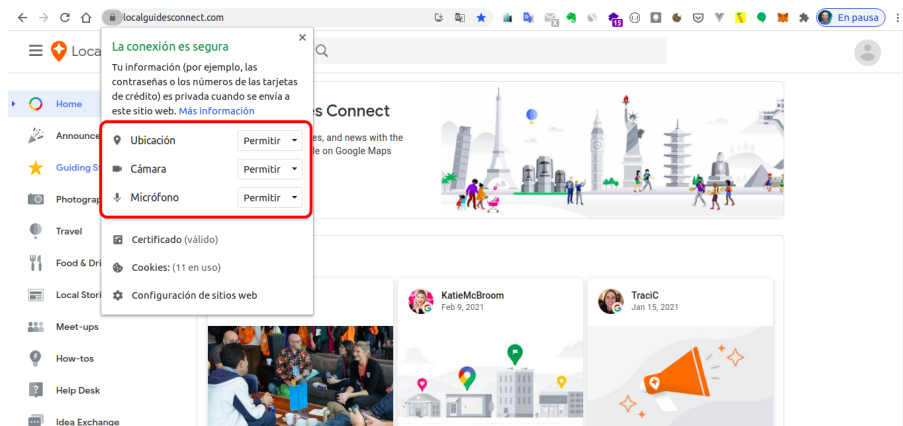 localguidesconnect.com
En pausa
La conexión es segura
Tu información (por ejemplo, las
contraseñas o los números de las tarjetas
de crédito) es privada cuando se envía a
este sitio web. Más información
Ubicación Permitir
Cámara Permitir
Micrófono Permitir
Certificado (válido)
Cookies: (11 en uso)
Configuración de sitios web
Loca
Home
Announce
Guiding S
Photograp
Travel
Food & Dri
Local Stori
Meet-ups
How-tos
Help Desk
Idea Exchange
s Connect
es, and news with the
le on Google Maps
KatieMcBroom
Feb 9, 2021
TraciC
Jan 15, 2021